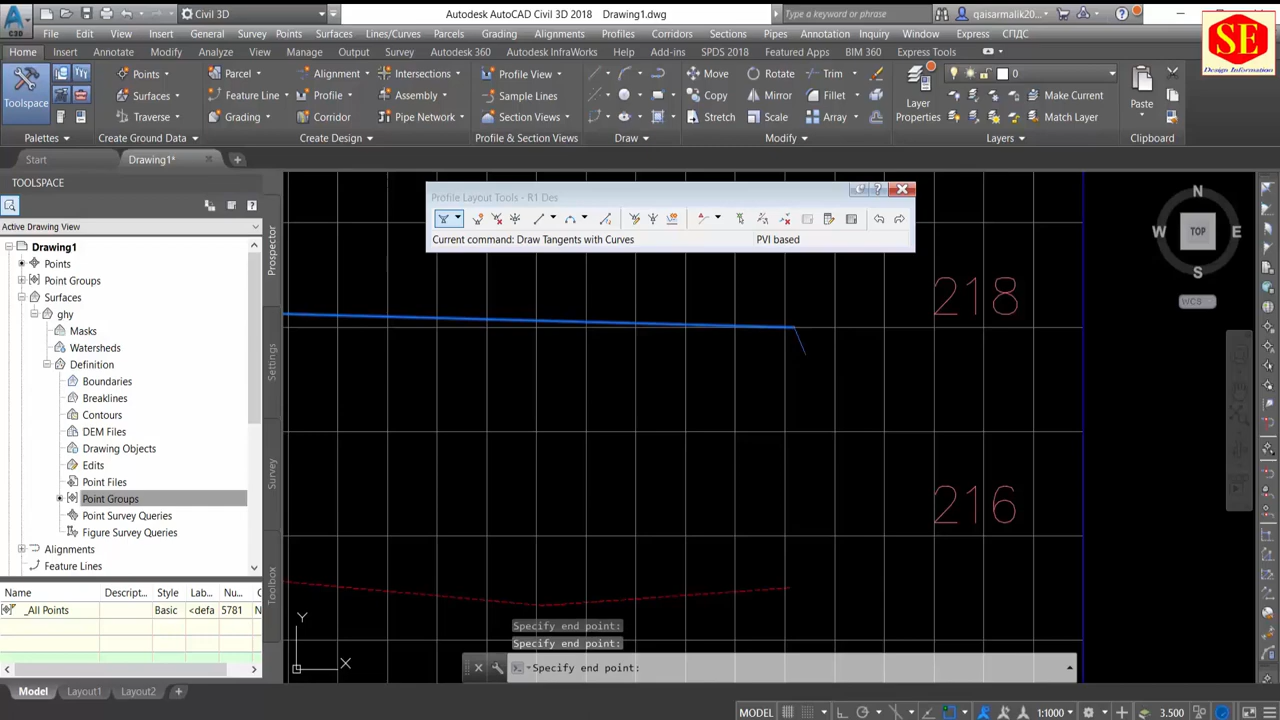 Autodesk AutoCAD Civil 3D 2018 Drawing1.dwg
Civil 3D
Type a keyword or phrase
qaisarmalik20...
C3D
SE
Design Information
File Edit View Insert General Survey Points Surfaces Lines/Curves Parcels Grading Alignments Profiles Corridors Sections Pipes Annotation Inquiry Window Express СПДС
Home Insert Annotate Modify Analyze View Manage Output Survey Autodesk 360 Autodesk InfraWorks Help Add-ins SPDS 2018 Featured Apps BIM 360 Express Tools
Toolspace
Points
Surfaces
Traverse
Parcel
Feature Line
Grading
Alignment
Profile
Corridor
Intersections
Assembly
Pipe Network
Profile View
Sample Lines
Section Views
Move
Copy
Stretch
Rotate
Mirror
Scale
Trim
Fillet
Array
Layer
Properties
0
Make Current
Match Layer
Paste
Palettes Create Ground Data Create Design Profile & Section Views Draw Modify Layers Clipboard
Start Drawing1*
TOOLSPACE
Active Drawing View
Drawing1
Points
Point Groups
Surfaces
ghy
Masks
Watersheds
Definition
Boundaries
Breaklines
Contours
DEM Files
Drawing Objects
Edits
Point Files
Point Groups
Point Survey Queries
Figure Survey Queries
Alignments
Feature Lines
Prospector
Settings
Survey
Toolbox
Name Descript... Style Lab... Nu...
_All Points Basic <defa 5781
Profile Layout Tools - R1 Des
Current command: Draw Tangents with Curves PVI based
218
216
N
W TOP E
S
WCS
Y
X
Specify end point:
Specify end point:
Specify end point:
Model Layout1 Layout2
MODEL 1:1000 3.500